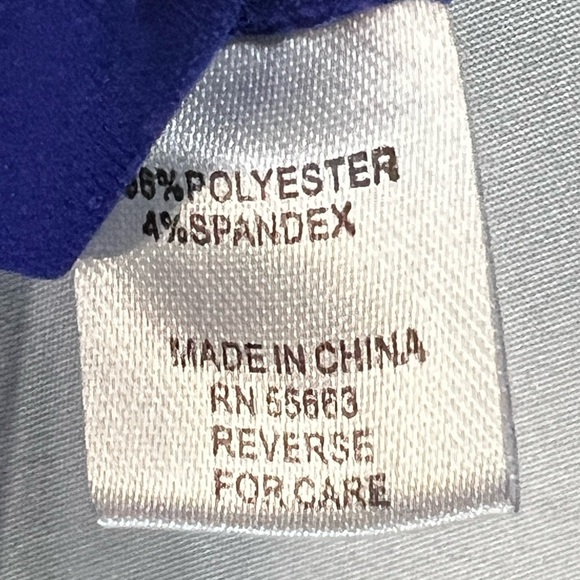 96%POLYESTER
4%SPANDEX
MADE IN CHINA
RN 55663
REVERSE
FOR CARE